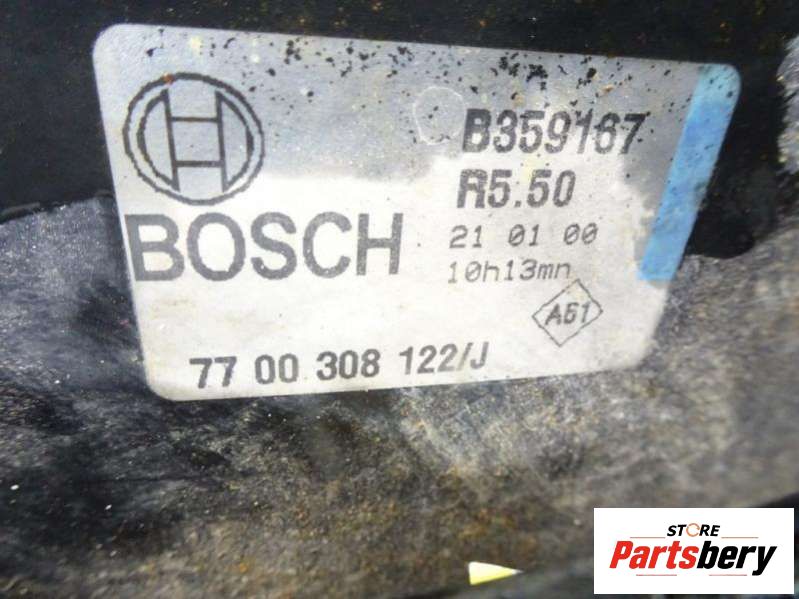 BOSCH
B359167
R5.50
21 01 00
10h13mn
A51
77 00 308 122/J
STORE
Partsbery